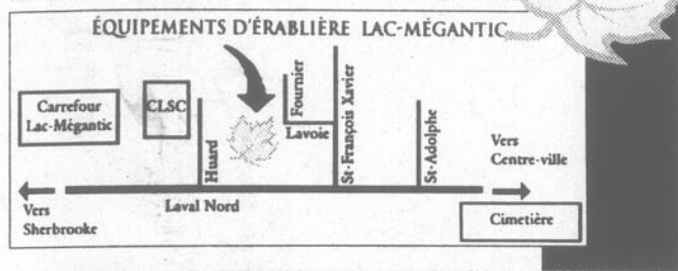 ÉQUIPEMENTS D'ÉRABLIÈRE LAC-MÉGANTIC
Carrefour
Lac-Mégantic
CLSC
Huard
Fournier
Lavoie
St-François Xavier
St-Adolphe
Vers
Centre-ville
Vers
Sherbrooke
Laval Nord
Cimetière